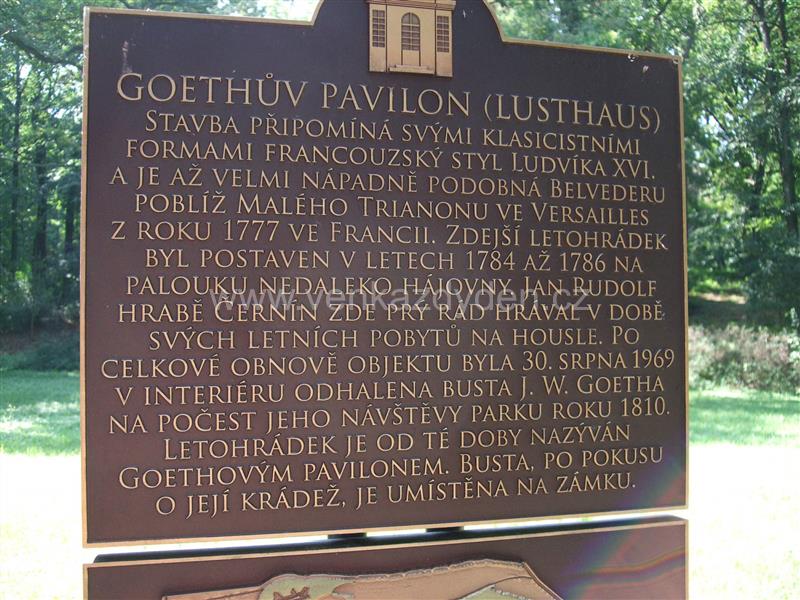 GOETHŮV PAVILON (LUSTHAUS)
STAVBA PŘIPOMÍNÁ SVÝMI KLASICISTNÍMI
FORMAMI FRANCOUZSKÝ STYL LUDVÍKA XVI.
A JE AŽ VELMI NÁPADNĚ PODOBNÁ BELVEDERU
POBLÍŽ MALÉHO TRIANONU VE VERSAILLES
Z ROKU 1777 VE FRANCII. ZDEJŠÍ LETOHRÁDEK
BYL POSTAVEN V LETECH 1784 AŽ 1786 NA
PALOUKU NEDALEKO HÁJOVNY. JAN RUDOLF
www.venkazdyden.cz
HRABĚ ČERNÍN ZDE PRÝ RÁD HRÁVAL V DOBĚ
SVÝCH LETNÍCH POBYTŮ NA HOUSLE. PO
CELKOVÉ OBNOVĚ OBJEKTU BYLA 30. SRPNA 1969
V INTERIÉRU ODHALENA BUSTA J. W. GOETHA
NA POČEST JEHO NÁVŠTĚVY PARKU ROKU 1810.
LETOHRÁDEK JE OD TÉ DOBY NAZÝVÁN
GOETHOVÝM PAVILONEM. BUSTA, PO POKUSU
O JEJÍ KRÁDEŽ, JE UMÍSTĚNA NA ZÁMKU.